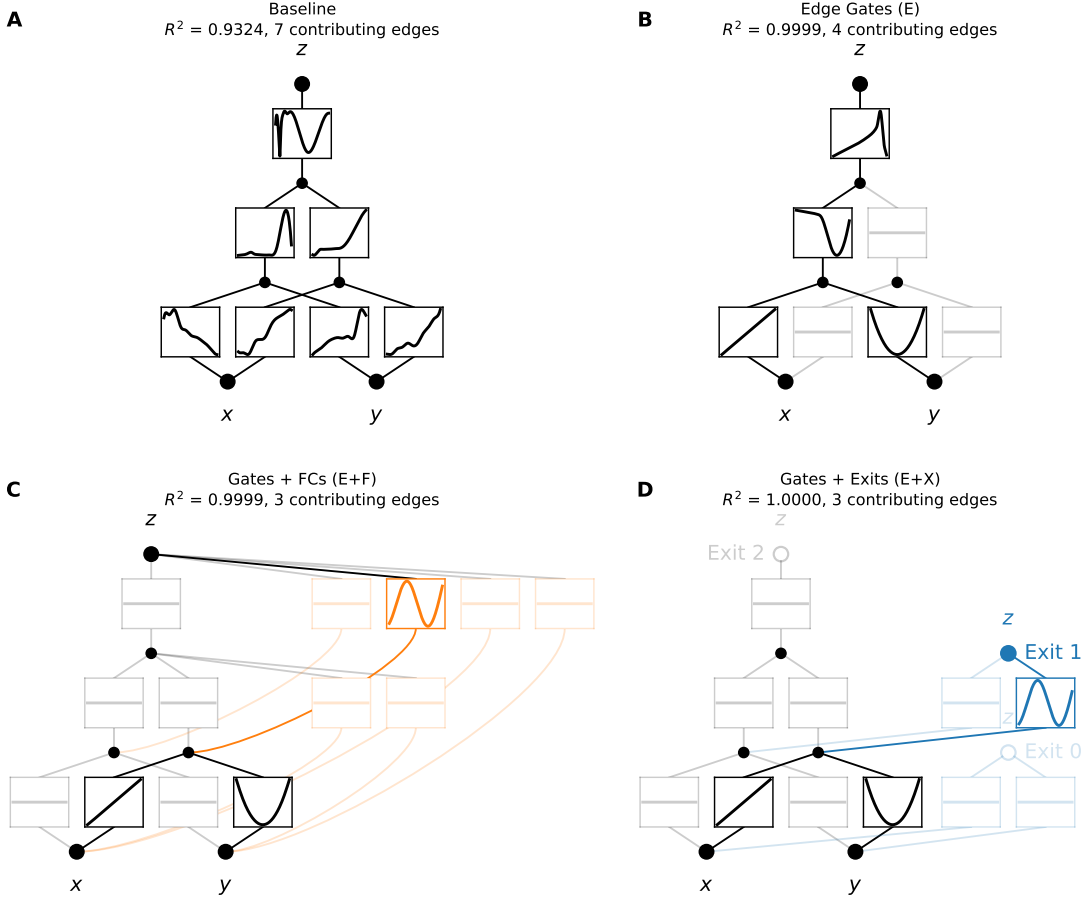 A
Baseline
R² = 0.9324, 7 contributing edges
z
x
y
B
Edge Gates (E)
R² = 0.9999, 4 contributing edges
z
x
y
C
Gates + FCs (E+F)
R² = 0.9999, 3 contributing edges
z
x
y
D
Gates + Exits (E+X)
R² = 1.0000, 3 contributing edges
z
Exit 2
z
Exit 1
z
Exit 0
x
y